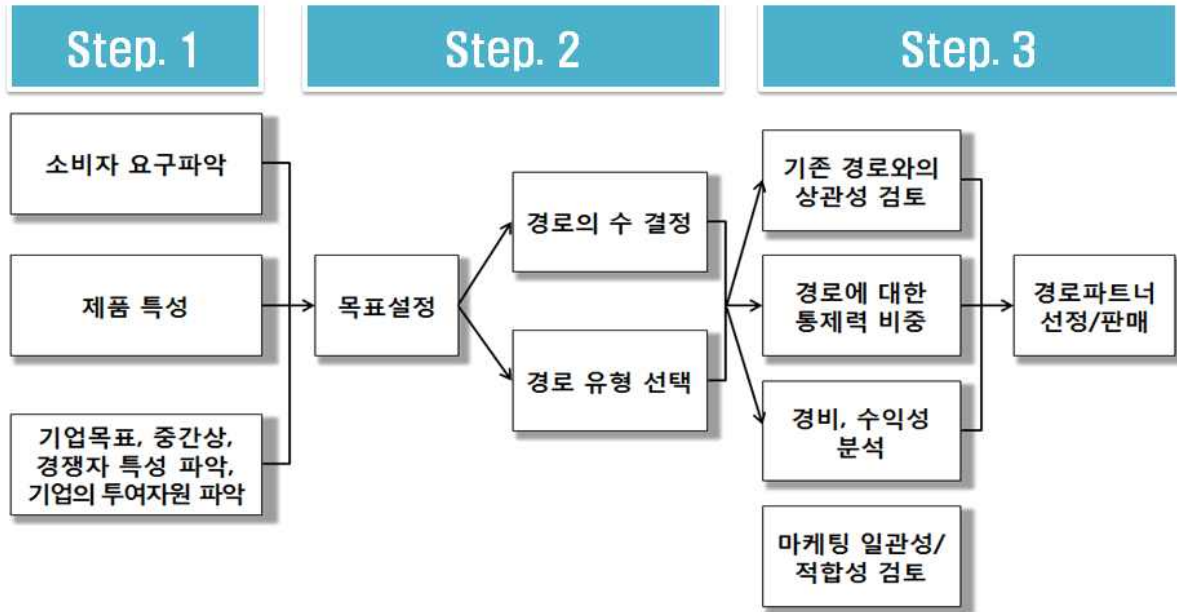 Step. 1
Step. 2
Step. 3
소비자 요구파악
제품 특성
기업목표, 중간상,
경쟁자 특성 파악,
기업의 투여자원 파악
목표설정
경로의 수 결정
경로 유형 선택
기존 경로와의
상관성 검토
경로에 대한
통제력 비중
경비, 수익성
분석
마케팅 일관성/
적합성 검토
경로파트너
선정/판매